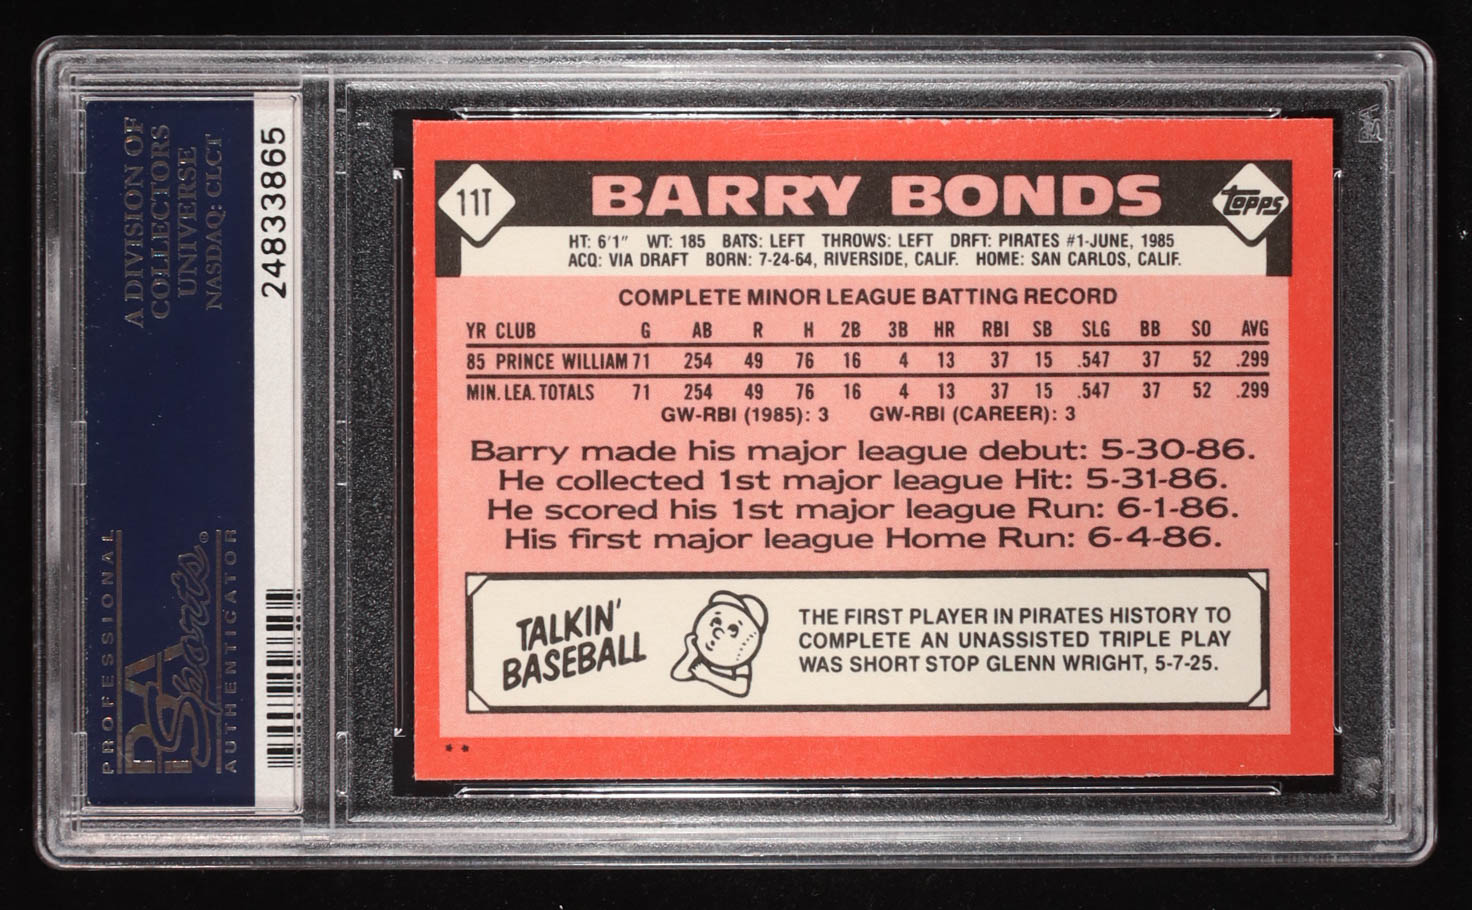 A DIVISION OF
COLLECTORS
UNIVERSE
NASDAQ: CLCT
24833865
PROFESSIONAL
PSA
Sports®
AUTHENTICATOR
11T
BARRY BONDS
topps
HT: 6'1" WT: 185 BATS: LEFT THROWS: LEFT DRFT: PIRATES #1-JUNE, 1985
ACQ: VIA DRAFT BORN: 7-24-64, RIVERSIDE, CALIF. HOME: SAN CARLOS, CALIF.
COMPLETE MINOR LEAGUE BATTING RECORD
YR CLUB G AB R H 2B 3B HR RBI SB SLG BB SO AVG
85 PRINCE WILLIAM 71 254 49 76 16 4 13 37 15 .547 37 52 .299
MIN. LEA. TOTALS 71 254 49 76 16 4 13 37 15 .547 37 52 .299
GW-RBI (1985): 3 GW-RBI (CAREER): 3
Barry made his major league debut: 5-30-86.
He collected 1st major league Hit: 5-31-86.
He scored his 1st major league Run: 6-1-86.
His first major league Home Run: 6-4-86.
TALKIN'
BASEBALL
THE FIRST PLAYER IN PIRATES HISTORY TO
COMPLETE AN UNASSISTED TRIPLE PLAY
WAS SHORT STOP GLENN WRIGHT, 5-7-25.
**